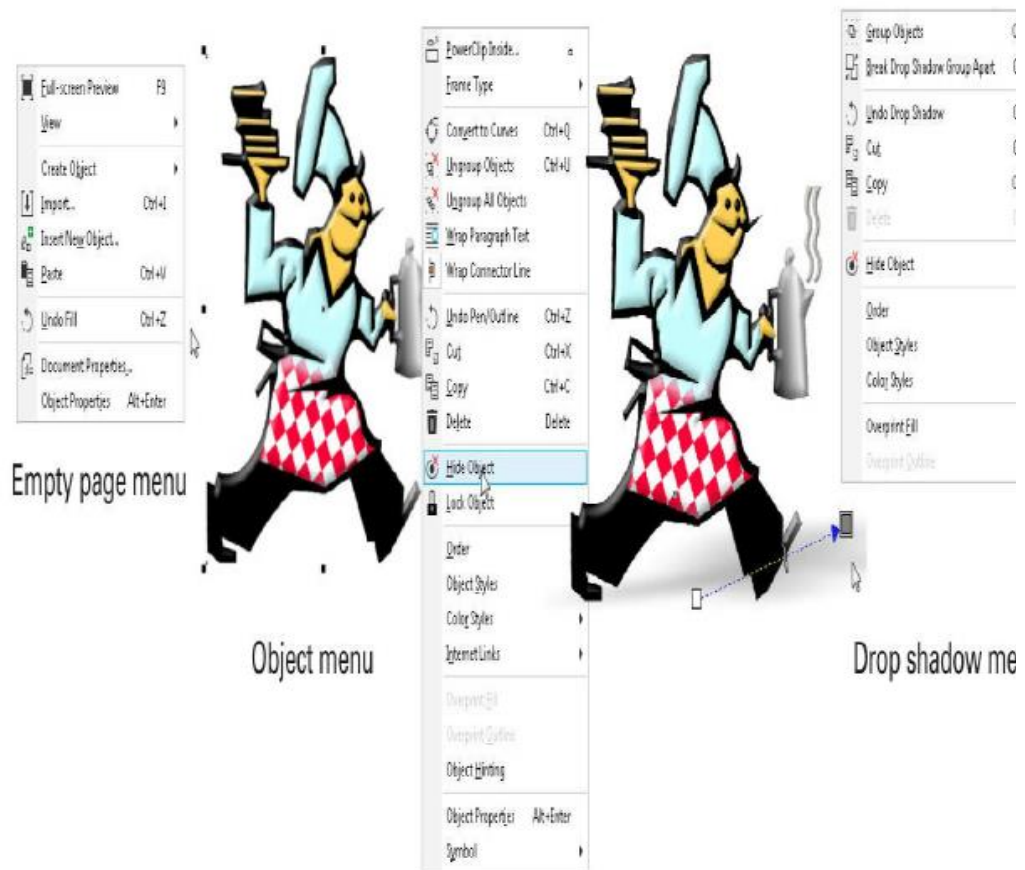 Full-screen Preview F9
View
Create Object
Import... Ctrl+I
Insert New Object...
Paste Ctrl+V
Undo Fill Ctrl+Z
Document Properties...
Object Properties Alt+Enter
Empty page menu
PowerClip Inside...
Frame Type
Convert to Curves Ctrl+Q
Ungroup Objects Ctrl+U
Ungroup All Objects
Wrap Paragraph Text
Wrap Connector Line
Undo Pen/Outline Ctrl+Z
Cut Ctrl+X
Copy Ctrl+C
Delete Delete
Hide Object
Lock Object
Order
Object Styles
Color Styles
Internet Links
Overprint Fill
Overprint Outline
Object Hinting
Object Properties Alt+Enter
Symbol
Object menu
Group Objects
Break Drop Shadow Group Apart
Undo Drop Shadow
Cut
Copy
Delete
Hide Object
Order
Object Styles
Color Styles
Overprint Fill
Overprint Outline
Drop shadow me